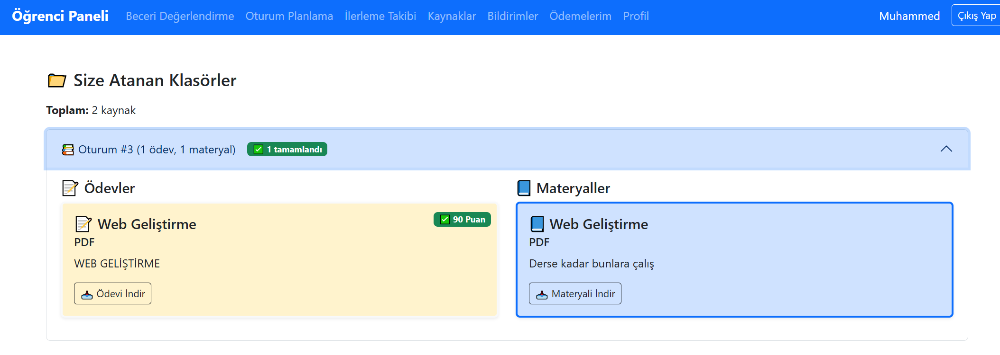 Öğrenci Paneli Beceri Değerlendirme Oturum Planlama İlerleme Takibi Kaynaklar Bildirimler Ödemelerim Profil Muhammed Çıkış Yap
Size Atanan Klasörler
Toplam: 2 kaynak
Oturum #3 (1 ödev, 1 materyal) 1 tamamlandı
Ödevler
Web Geliştirme 90 Puan
PDF
WEB GELİŞTİRME
Ödevi İndir
Materyaller
Web Geliştirme
PDF
Derse kadar bunlara çalış
Materyali İndir